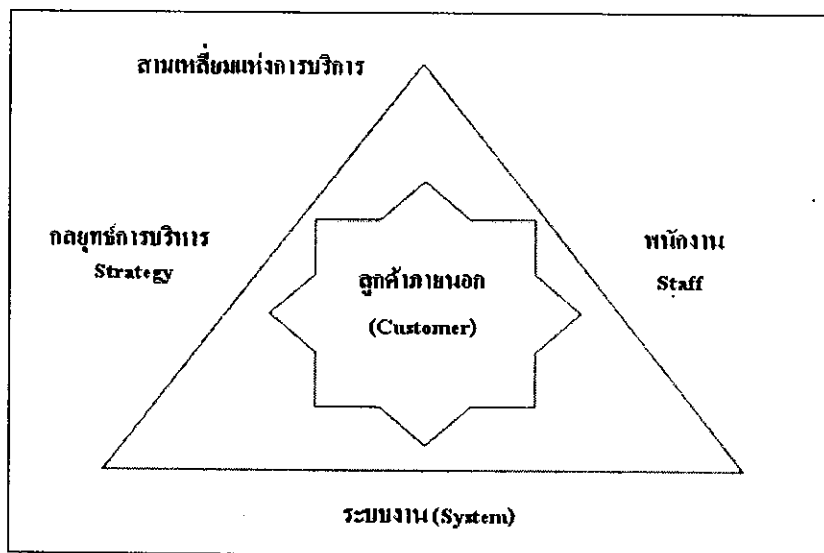 สามเหลี่ยมแห่งการบริการ
กลยุทธ์การบริหาร
Strategy
พนักงาน
Staff
ลูกค้าภายนอก
(Customer)
ระบบงาน (System)